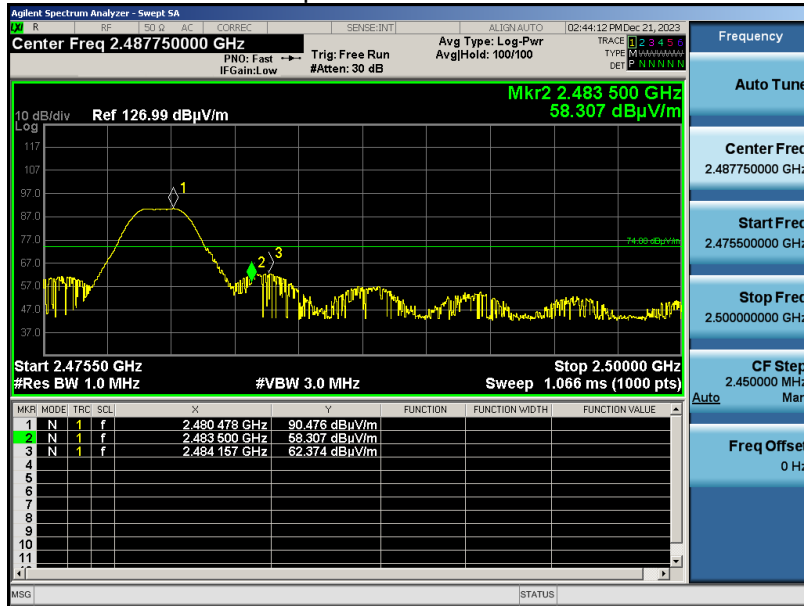 Agilent Spectrum Analyzer - Swept SA
LXI R RF 50 Ω AC CORREC SENSE:INT ALIGN AUTO 02:44:12 PM Dec 21, 2023
Center Freq 2.487750000 GHz
PNO: Fast
IFGain:Low
Trig: Free Run
#Atten: 30 dB
Avg Type: Log-Pwr
Avg|Hold: 100/100
TRACE 1 2 3 4 5 6
TYPE M
DET P N N N N N
Mkr2 2.483 500 GHz
58.307 dBµV/m
10 dB/div Ref 126.99 dBµV/m
Log
117
107
97.0
87.0
77.0
67.0
57.0
47.0
37.0
1
2
3
74.00 dBµV/m
Start 2.47550 GHz Stop 2.50000 GHz
#Res BW 1.0 MHz #VBW 3.0 MHz Sweep 1.066 ms (1000 pts)
MKR MODE TRC SCL X Y FUNCTION FUNCTION WIDTH FUNCTION VALUE
1 N 1 f 2.480 478 GHz 90.476 dBµV/m
2 N 1 f 2.483 500 GHz 58.307 dBµV/m
3 N 1 f 2.484 157 GHz 62.374 dBµV/m
4
5
6
7
8
9
10
11
MSG STATUS
Frequency
Auto Tune
Center Freq
2.487750000 GHz
Start Freq
2.475500000 GHz
Stop Freq
2.500000000 GHz
CF Step
2.450000 MHz
Auto Man
Freq Offset
0 Hz